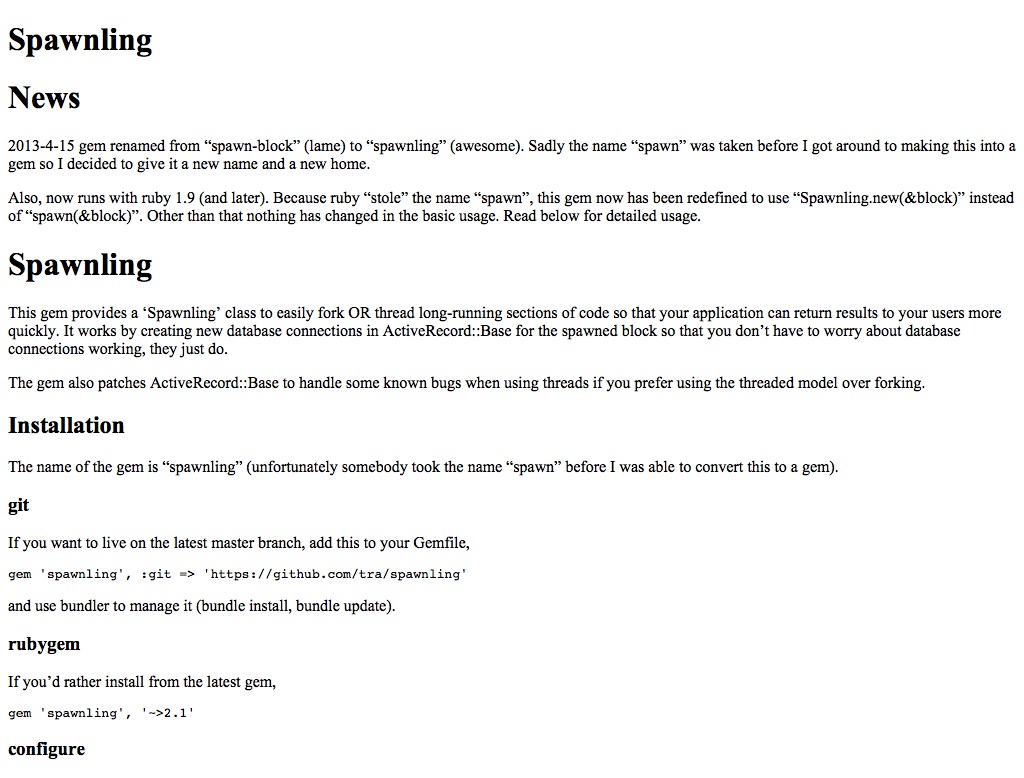 Spawnling
News
2013-4-15 gem renamed from “spawn-block” (lame) to “spawnling” (awesome). Sadly the name “spawn” was taken before I got around to making this into a
gem so I decided to give it a new name and a new home.
Also, now runs with ruby 1.9 (and later). Because ruby “stole” the name “spawn”, this gem now has been redefined to use “Spawnling.new(&block)” instead
of “spawn(&block)”. Other than that nothing has changed in the basic usage. Read below for detailed usage.
Spawnling
This gem provides a ‘Spawnling’ class to easily fork OR thread long-running sections of code so that your application can return results to your users more
quickly. It works by creating new database connections in ActiveRecord::Base for the spawned block so that you don’t have to worry about database
connections working, they just do.
The gem also patches ActiveRecord::Base to handle some known bugs when using threads if you prefer using the threaded model over forking.
Installation
The name of the gem is “spawnling” (unfortunately somebody took the name “spawn” before I was able to convert this to a gem).
git
If you want to live on the latest master branch, add this to your Gemfile,
gem 'spawnling', :git => 'https://github.com/tra/spawnling'
and use bundler to manage it (bundle install, bundle update).
rubygem
If you’d rather install from the latest gem,
gem 'spawnling', '~>2.1'
configure